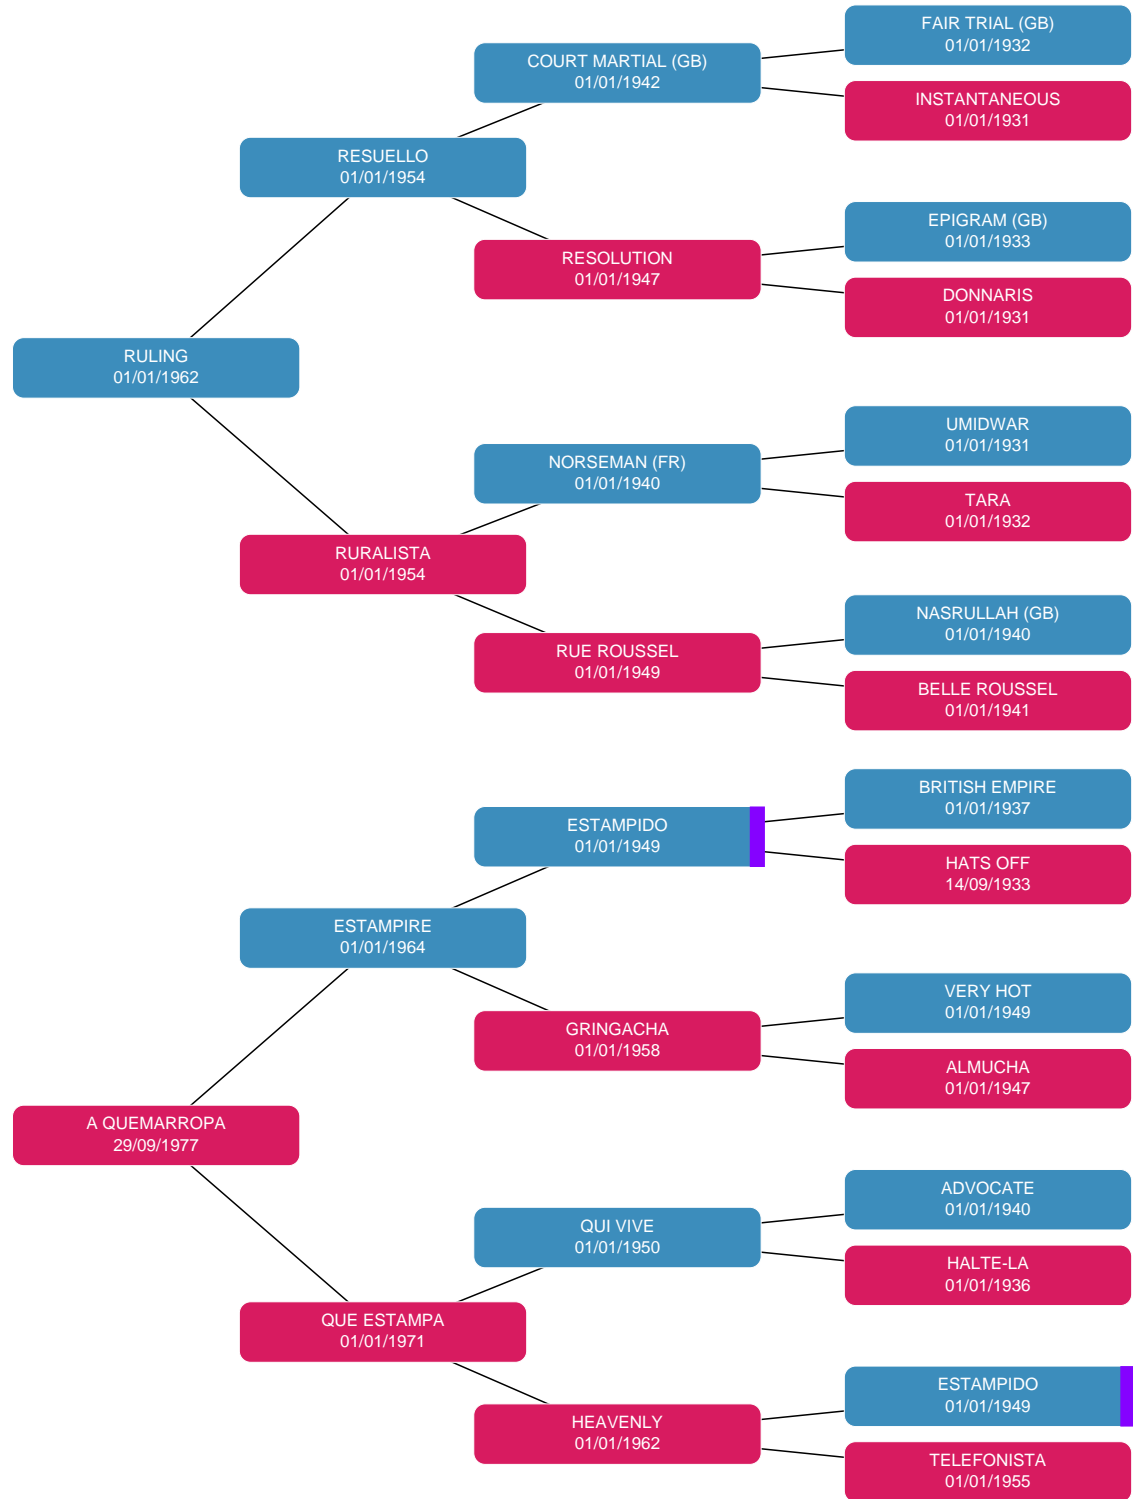 FAIR TRIAL (GB)
01/01/1932
COURT MARTIAL (GB)
01/01/1942
INSTANTANEOUS
01/01/1931
RESUELLO
01/01/1954
EPIGRAM (GB)
01/01/1933
RESOLUTION
01/01/1947
DONNARIS
01/01/1931
RULING
01/01/1962
UMIDWAR
01/01/1931
NORSEMAN (FR)
01/01/1940
TARA
01/01/1932
RURALISTA
01/01/1954
NASRULLAH (GB)
01/01/1940
RUE ROUSSEL
01/01/1949
BELLE ROUSSEL
01/01/1941
BRITISH EMPIRE
01/01/1937
ESTAMPIDO
01/01/1949
HATS OFF
14/09/1933
ESTAMPIRE
01/01/1964
VERY HOT
01/01/1949
GRINGACHA
01/01/1958
ALMUCHA
01/01/1947
A QUEMARROPA
29/09/1977
ADVOCATE
01/01/1940
QUI VIVE
01/01/1950
HALTE-LA
01/01/1936
QUE ESTAMPA
01/01/1971
ESTAMPIDO
01/01/1949
HEAVENLY
01/01/1962
TELEFONISTA
01/01/1955